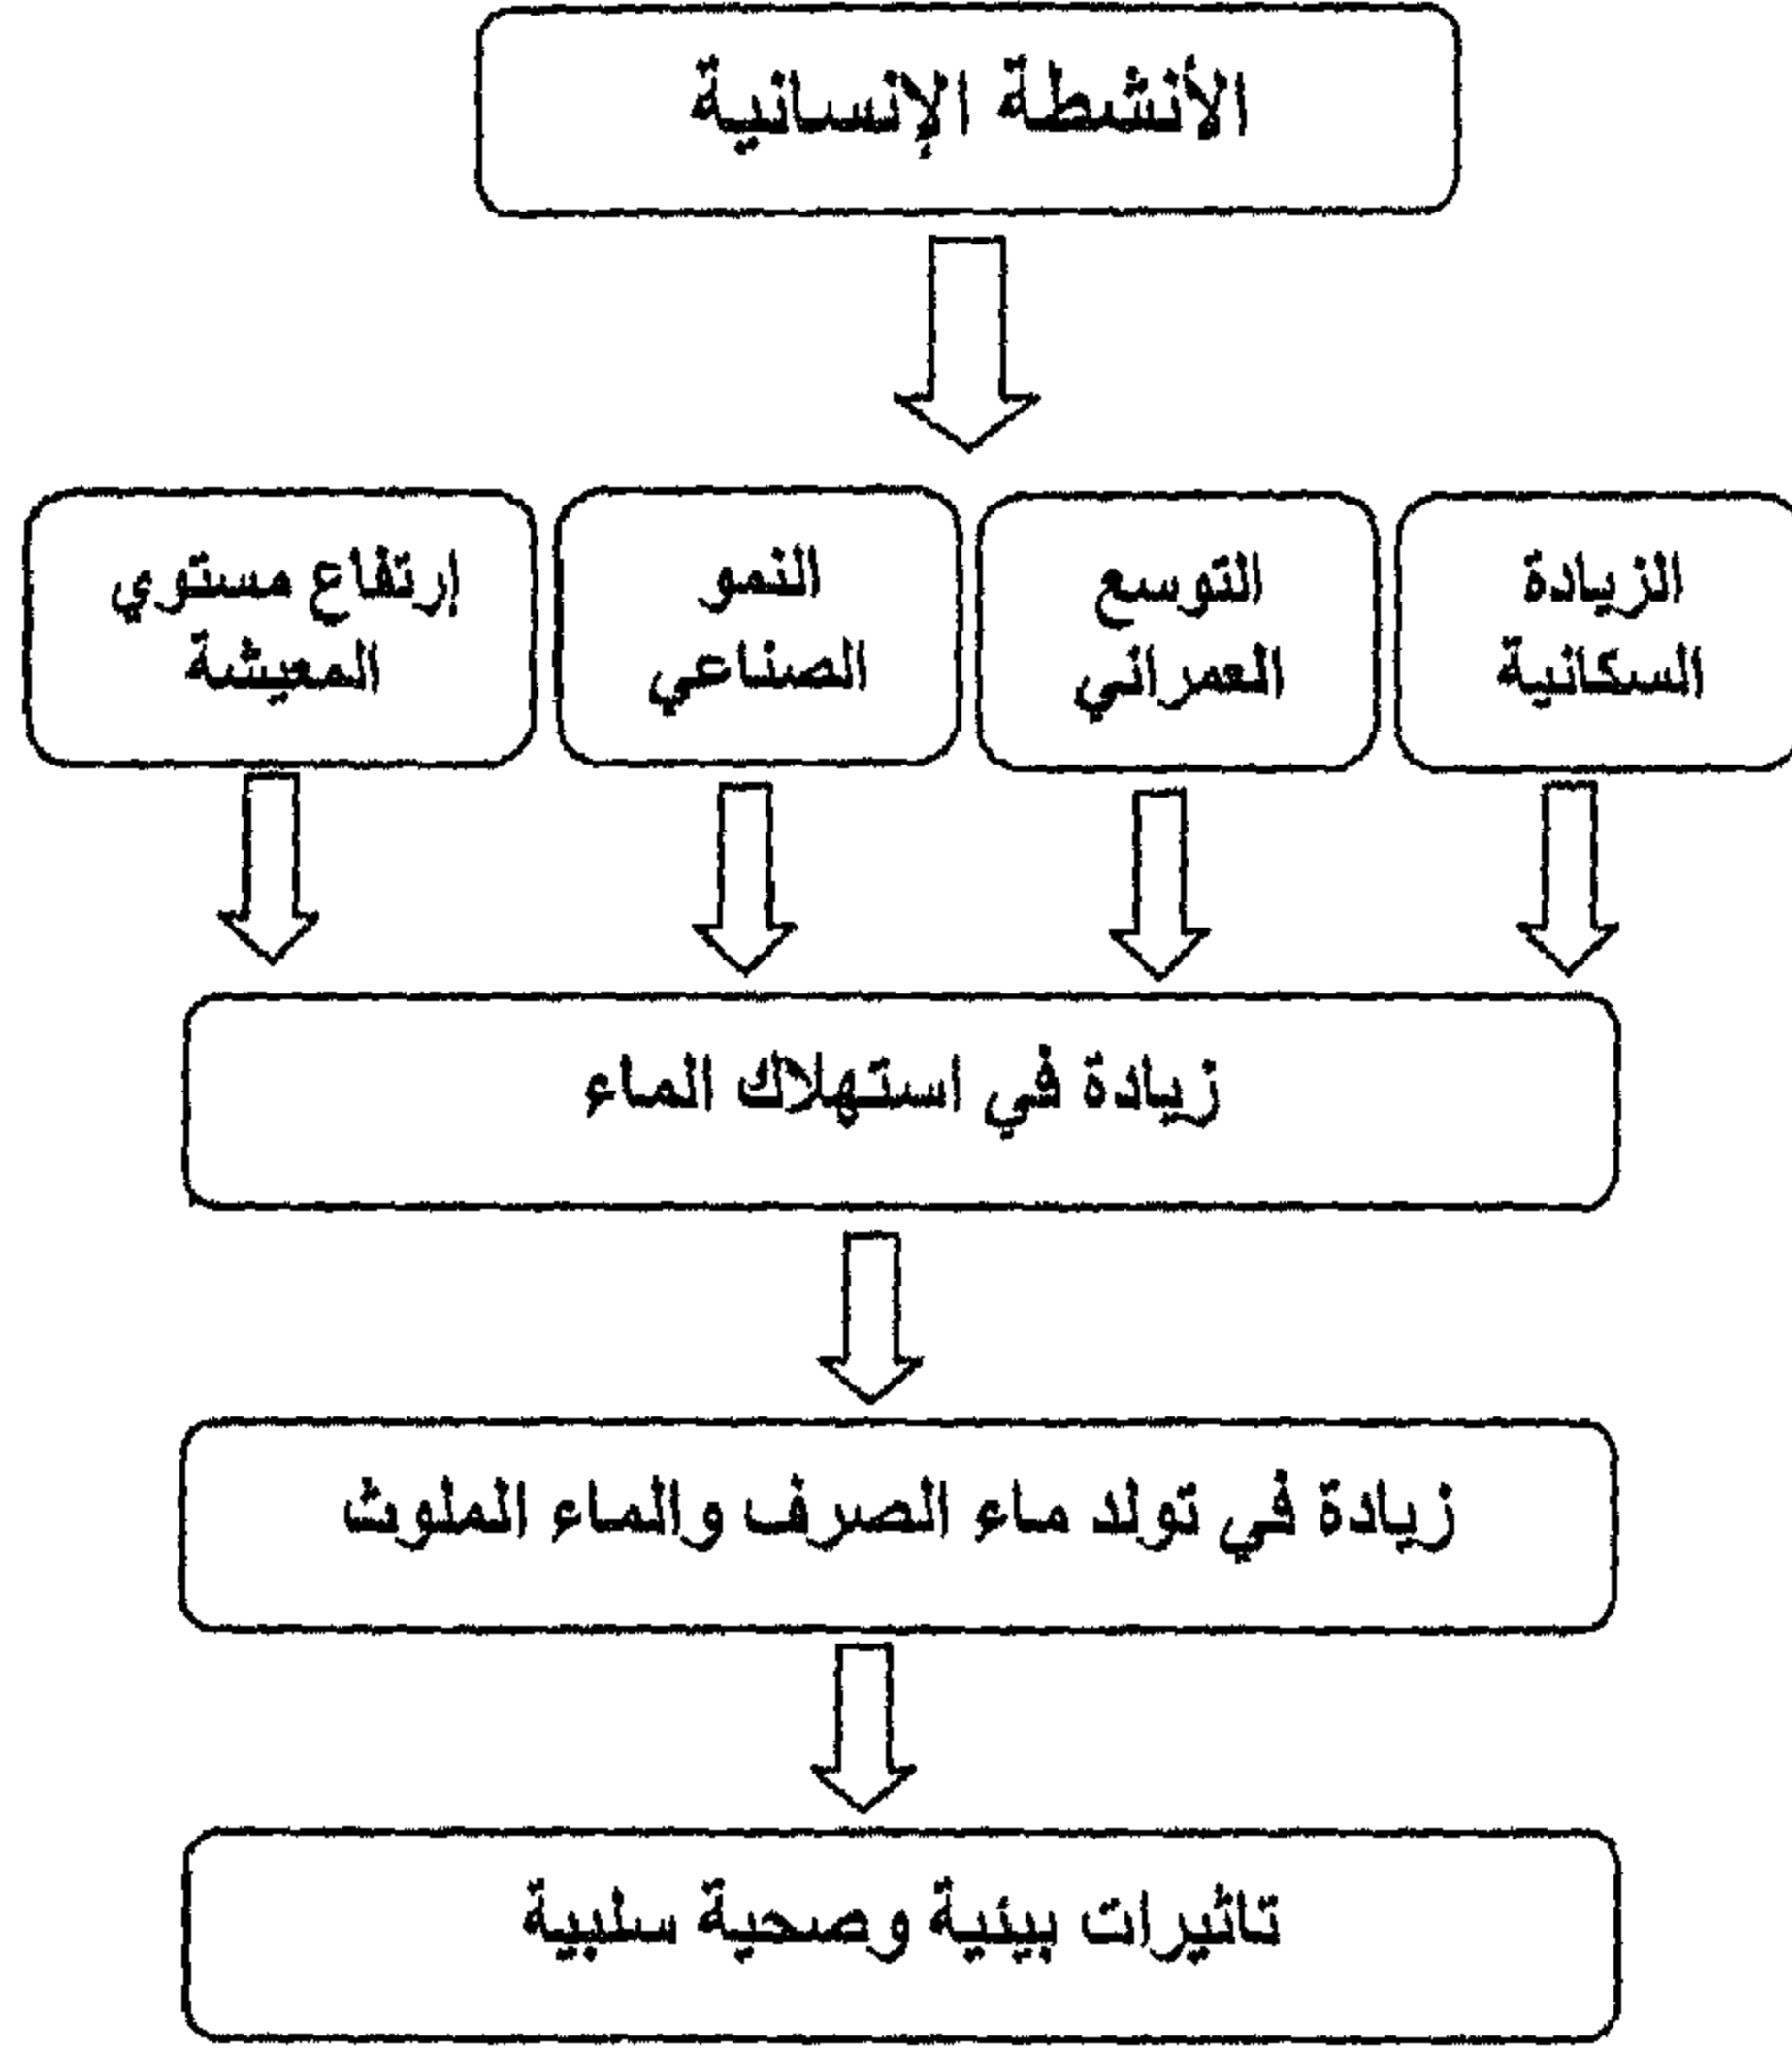 الأنشطة الإنسانية
الزيادة
السكانية
التوسع
العمراني
النمو
الصناعي
إرتفاع مستوي
المعيشة
زيادة في استهلاك الماء
زيادة في تولد ماء الصرف والماء الملوث
تاثيرات بيئية وصحية سلبية